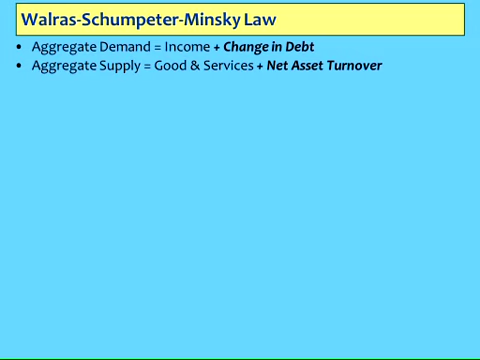 Walras-Schumpeter-Minsky Law
• Aggregate Demand = Income + Change in Debt
• Aggregate Supply = Good & Services + Net Asset Turnover